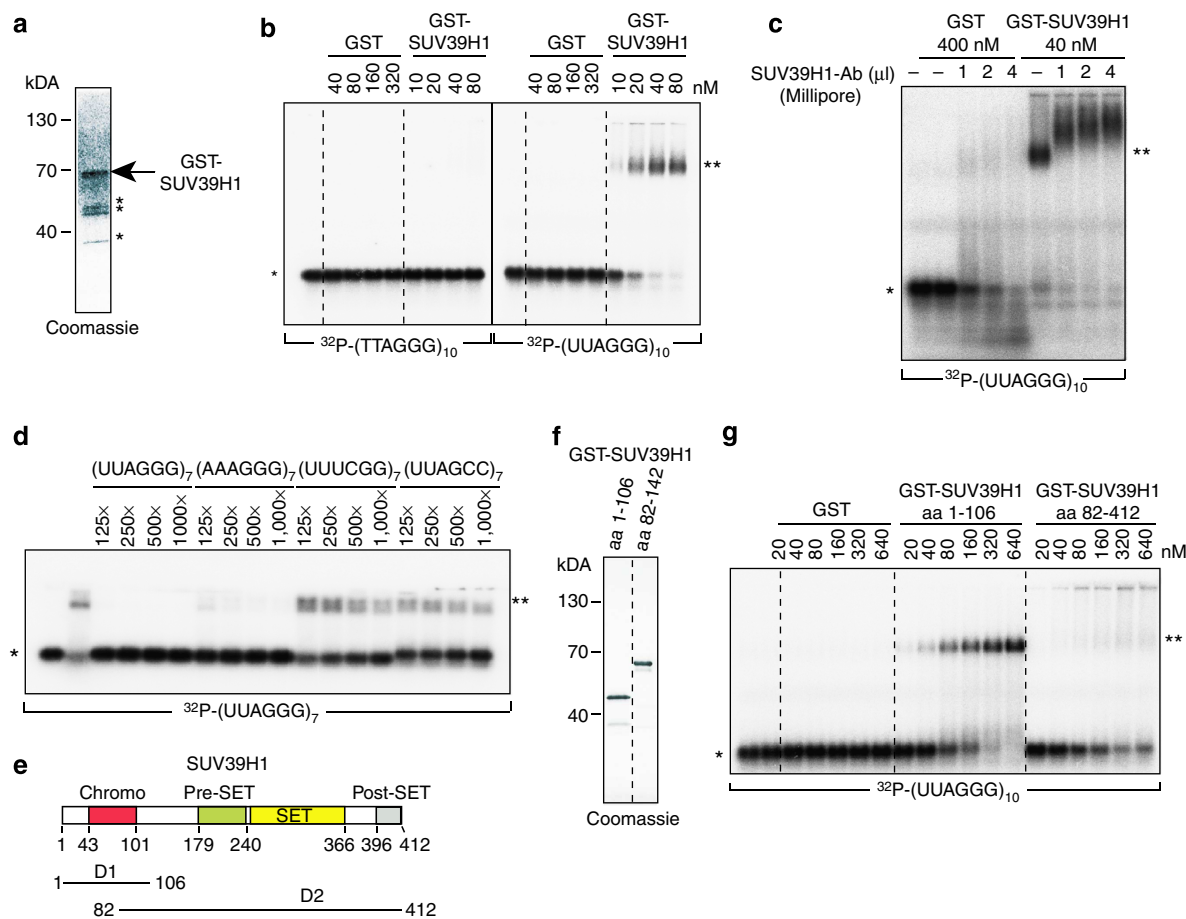 a
kDA
130
70
40
GST-
SUV39H1
*
*
*
Coomassie
b
GST
GST-
SUV39H1
GST
GST-
SUV39H1
40 80 160 320 10 20 40 80 40 80 160 320 10 20 40 80 nM
**
*
32P-(TTAGGG)10
32P-(UUAGGG)10
c
GST GST-SUV39H1
400 nM 40 nM
SUV39H1-Ab (µl) – – 1 2 4 – 1 2 4
(Millipore)
**
*
32P-(UUAGGG)10
d
(UUAGGG)7 (AAAGGG)7 (UUUCGG)7 (UUAGCC)7
125× 250× 500× 1000× 125× 250× 500× 1,000× 125× 250× 500× 1,000× 125× 250× 500× 1,000×
**
*
32P-(UUAGGG)7
e
SUV39H1
Chromo Pre-SET Post-SET
SET
1 43 101 179 240 366 396 412
D1
1 106
D2
82 412
f
GST-SUV39H1
aa 1-106
aa 82-142
kDA
130
70
40
Coomassie
g
GST
GST-SUV39H1
aa 1-106
GST-SUV39H1
aa 82-412
20 40 80 160 320 640 20 40 80 160 320 640 20 40 80 160 320 640 nM
**
*
32P-(UUAGGG)10